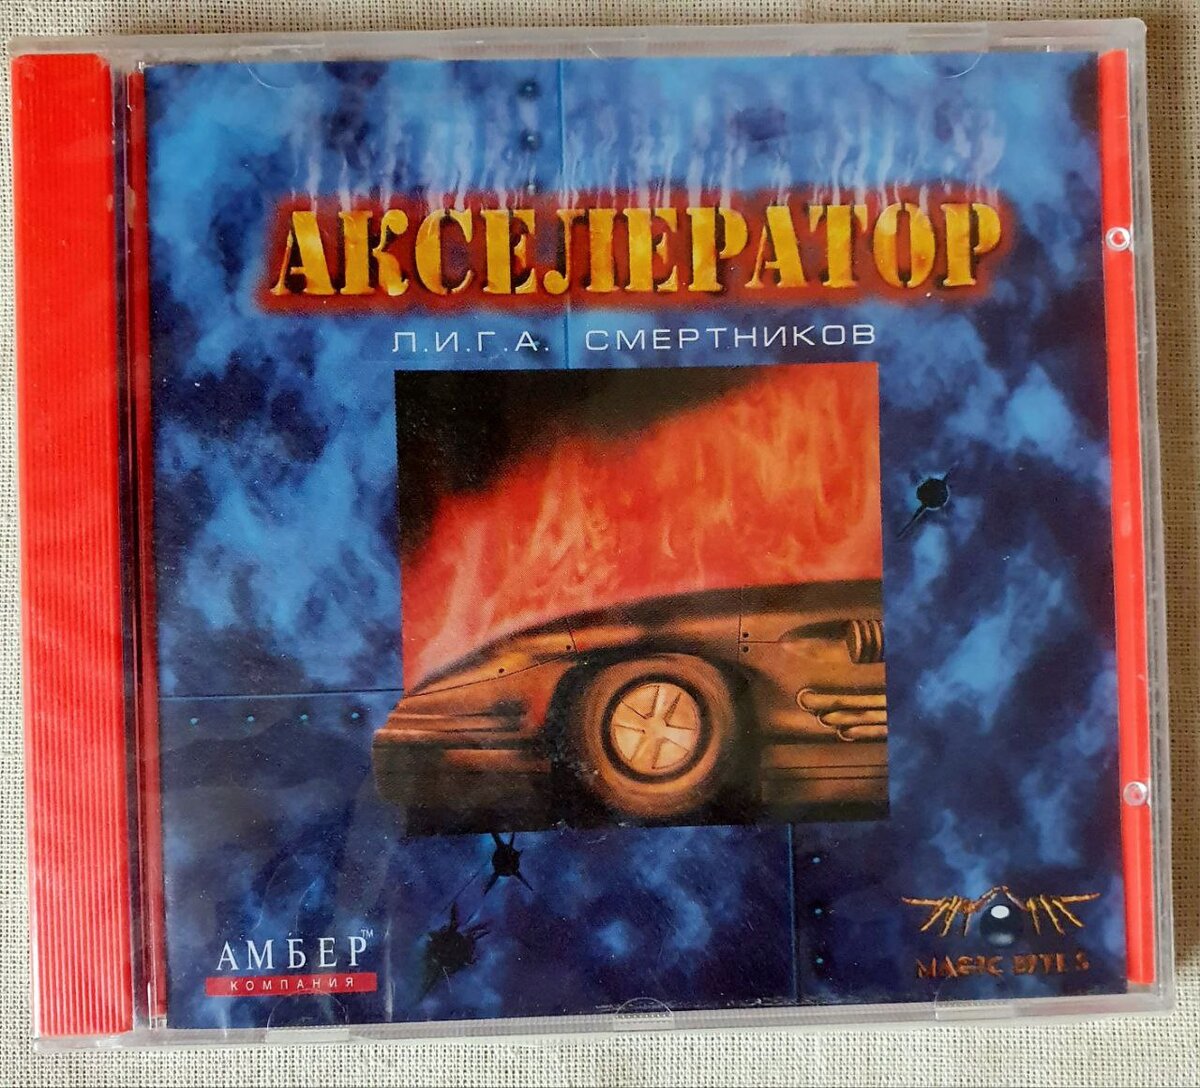 АКСЕЛЕРАТОР
Л.И.Г.А. СМЕРТНИКОВ
АМБЕР™
КОМПАНИЯ
MAGIC BYTES